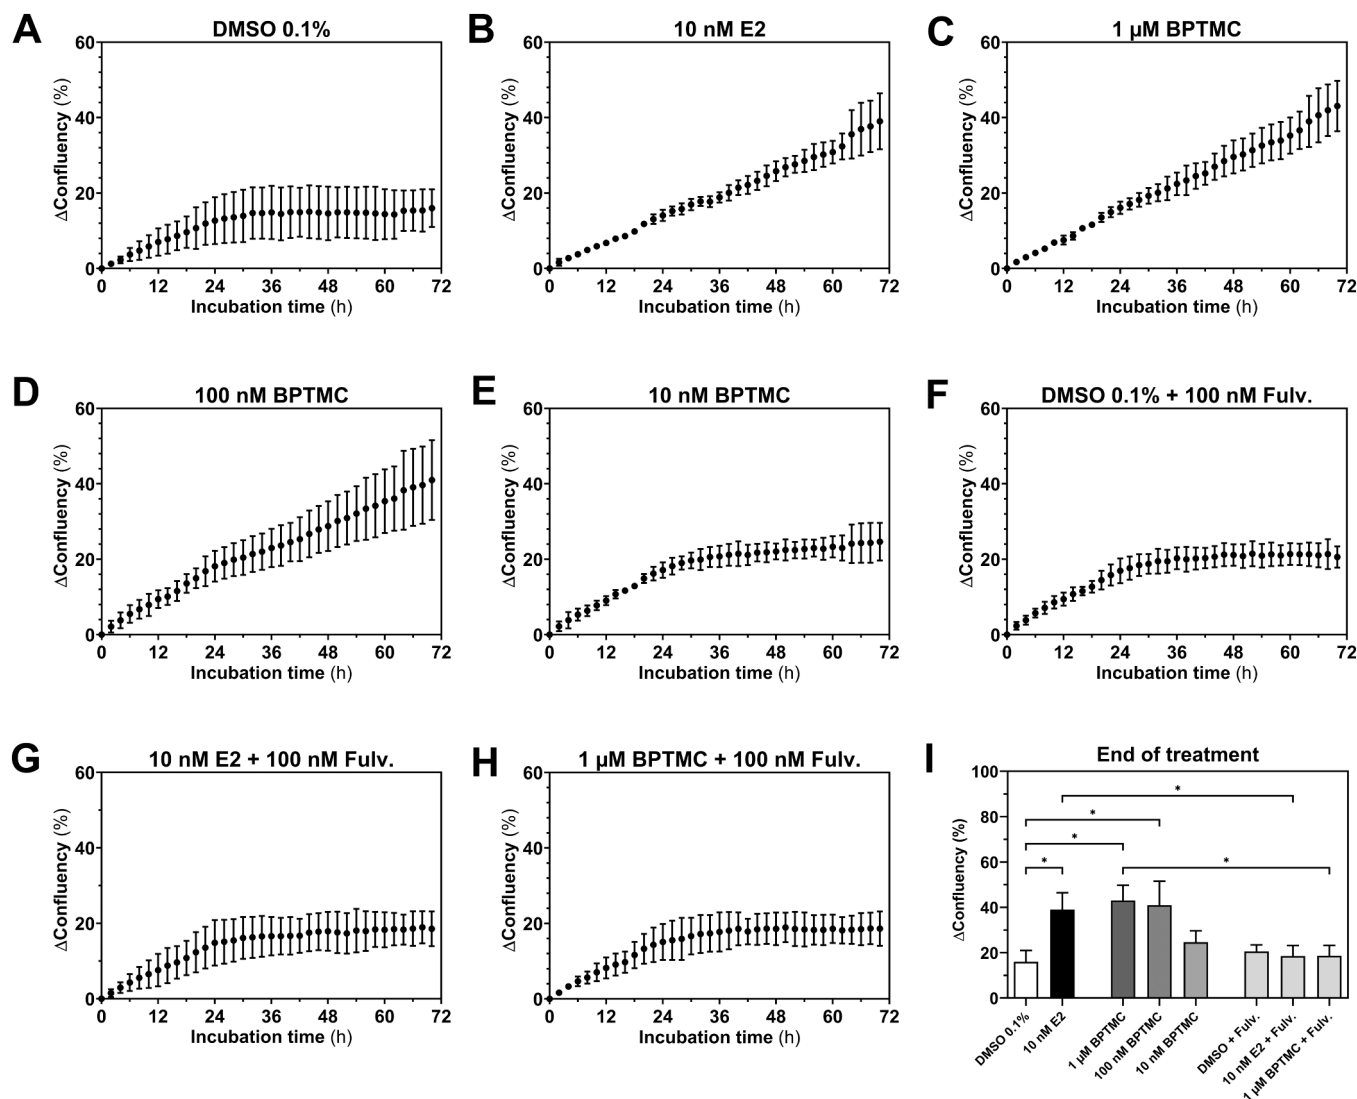 A
DMSO 0.1%
60
40
20
0
ΔConfluency (%)
0 12 24 36 48 60 72
Incubation time (h)
B
10 nM E2
60
40
20
0
ΔConfluency (%)
0 12 24 36 48 60 72
Incubation time (h)
C
1 µM BPTMC
60
40
20
0
ΔConfluency (%)
0 12 24 36 48 60 72
Incubation time (h)
D
100 nM BPTMC
60
40
20
0
ΔConfluency (%)
0 12 24 36 48 60 72
Incubation time (h)
E
10 nM BPTMC
60
40
20
0
ΔConfluency (%)
0 12 24 36 48 60 72
Incubation time (h)
F
DMSO 0.1% + 100 nM Fulv.
60
40
20
0
ΔConfluency (%)
0 12 24 36 48 60 72
Incubation time (h)
G
10 nM E2 + 100 nM Fulv.
60
40
20
0
ΔConfluency (%)
0 12 24 36 48 60 72
Incubation time (h)
H
1 µM BPTMC + 100 nM Fulv.
60
40
20
0
ΔConfluency (%)
0 12 24 36 48 60 72
Incubation time (h)
I
End of treatment
100
80
60
40
20
0
ΔConfluency (%)
*
*
*
*
*
DMSO 0.1%
10 nM E2
1 µM BPTMC
100 nM BPTMC
10 nM BPTMC
DMSO + Fulv.
10 nM E2 + Fulv.
1 µM BPTMC + Fulv.